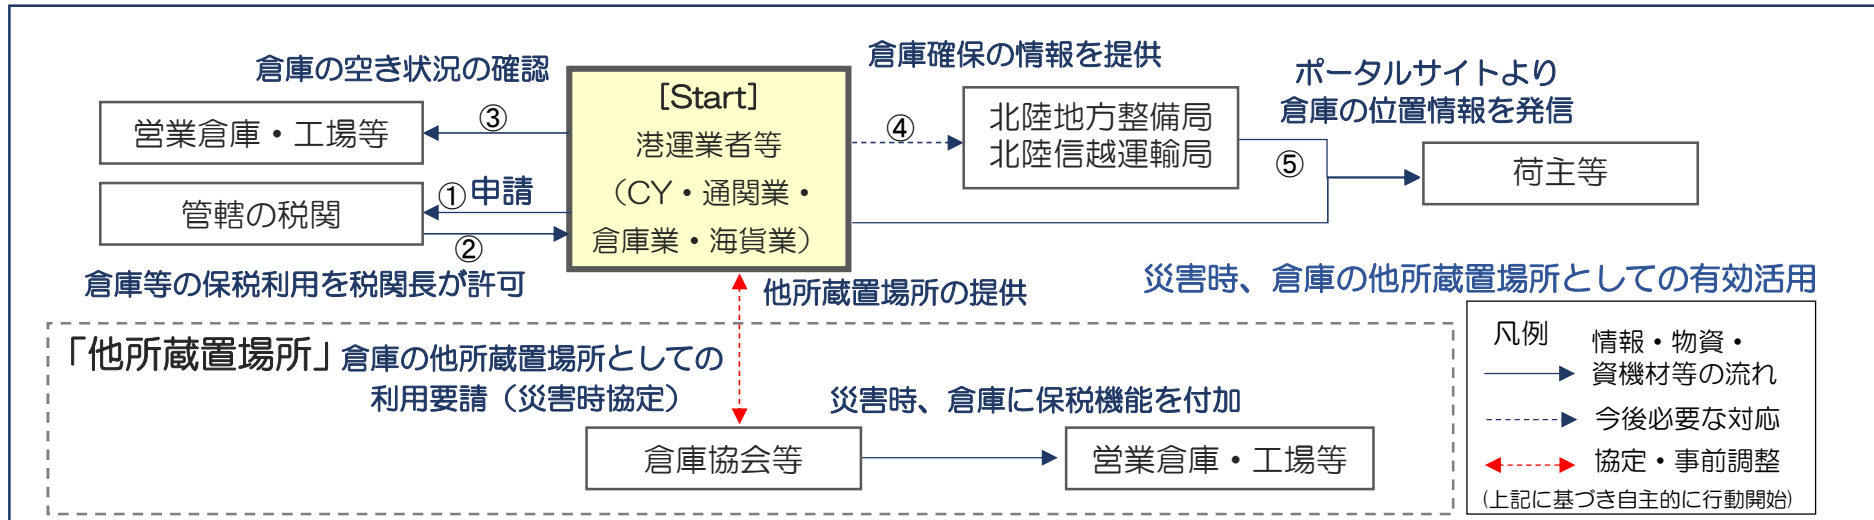 倉庫の空き状況の確認
営業倉庫・工場等
③
管轄の税関
①申請
②
倉庫等の保税利用を税関長が許可
[Start]
港運業者等
（CY・通関業・
倉庫業・海貨業）
倉庫確保の情報を提供
④
北陸地方整備局
北陸信越運輸局
ポータルサイトより
倉庫の位置情報を発信
⑤
荷主等
他所蔵置場所の提供
災害時、倉庫の他所蔵置場所としての有効活用
「他所蔵置場所」
倉庫の他所蔵置場所としての
利用要請（災害時協定）
災害時、倉庫に保税機能を付加
倉庫協会等
営業倉庫・工場等
凡例
情報・物資・
資機材等の流れ
今後必要な対応
協定・事前調整
(上記に基づき自主的に行動開始)